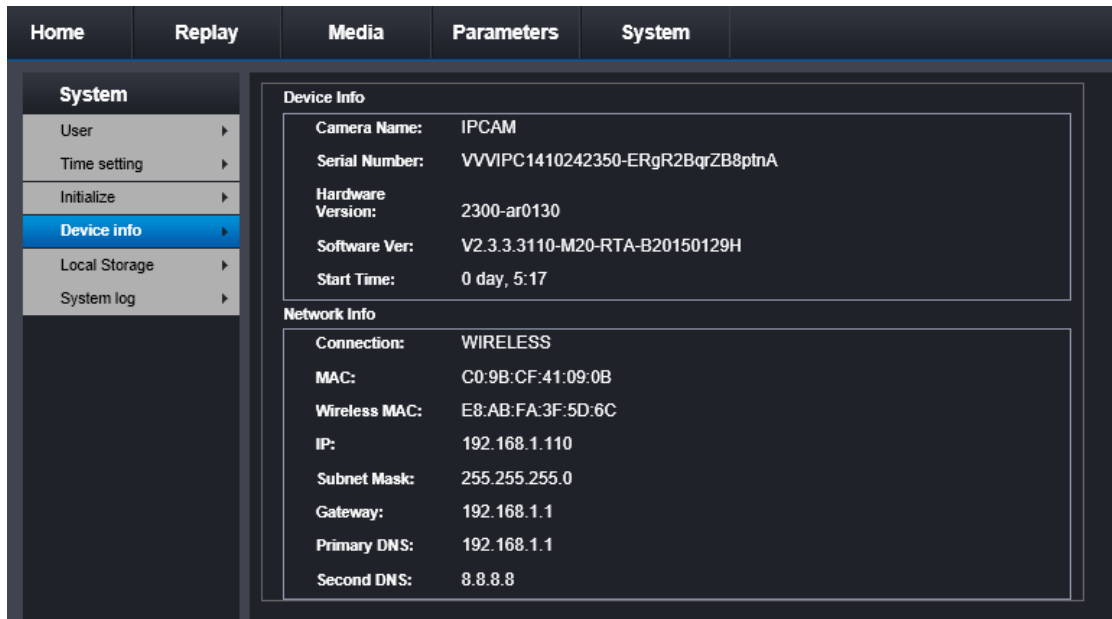 Home Replay Media Parameters System
System
User
Time setting
Initialize
Device info
Local Storage
System log
Device Info
Camera Name: IPCAM
Serial Number: VVVIPC1410242350-ERgR2BqrZB8ptnA
Hardware
Version: 2300-ar0130
Software Ver: V2.3.3.3110-M20-RTA-B20150129H
Start Time: 0 day, 5:17
Network Info
Connection: WIRELESS
MAC: C0:9B:CF:41:09:0B
Wireless MAC: E8:AB:FA:3F:5D:6C
IP: 192.168.1.110
Subnet Mask: 255.255.255.0
Gateway: 192.168.1.1
Primary DNS: 192.168.1.1
Second DNS: 8.8.8.8